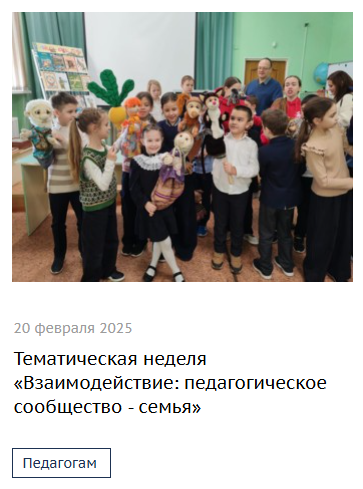 20 февраля 2025
Тематическая неделя
«Взаимодействие: педагогическое
сообщество - семья»
Педагогам